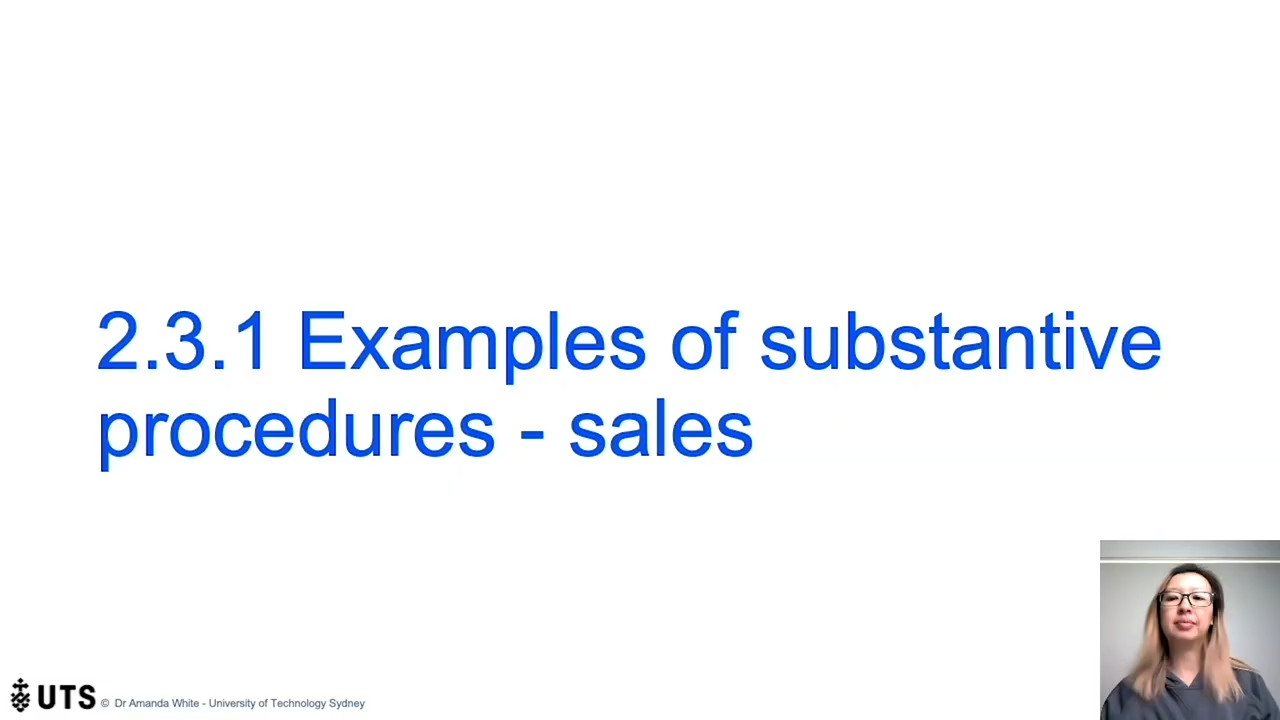 2.3.1 Examples of substantive
procedures - sales
UTS © Dr Amanda White - University of Technology Sydney